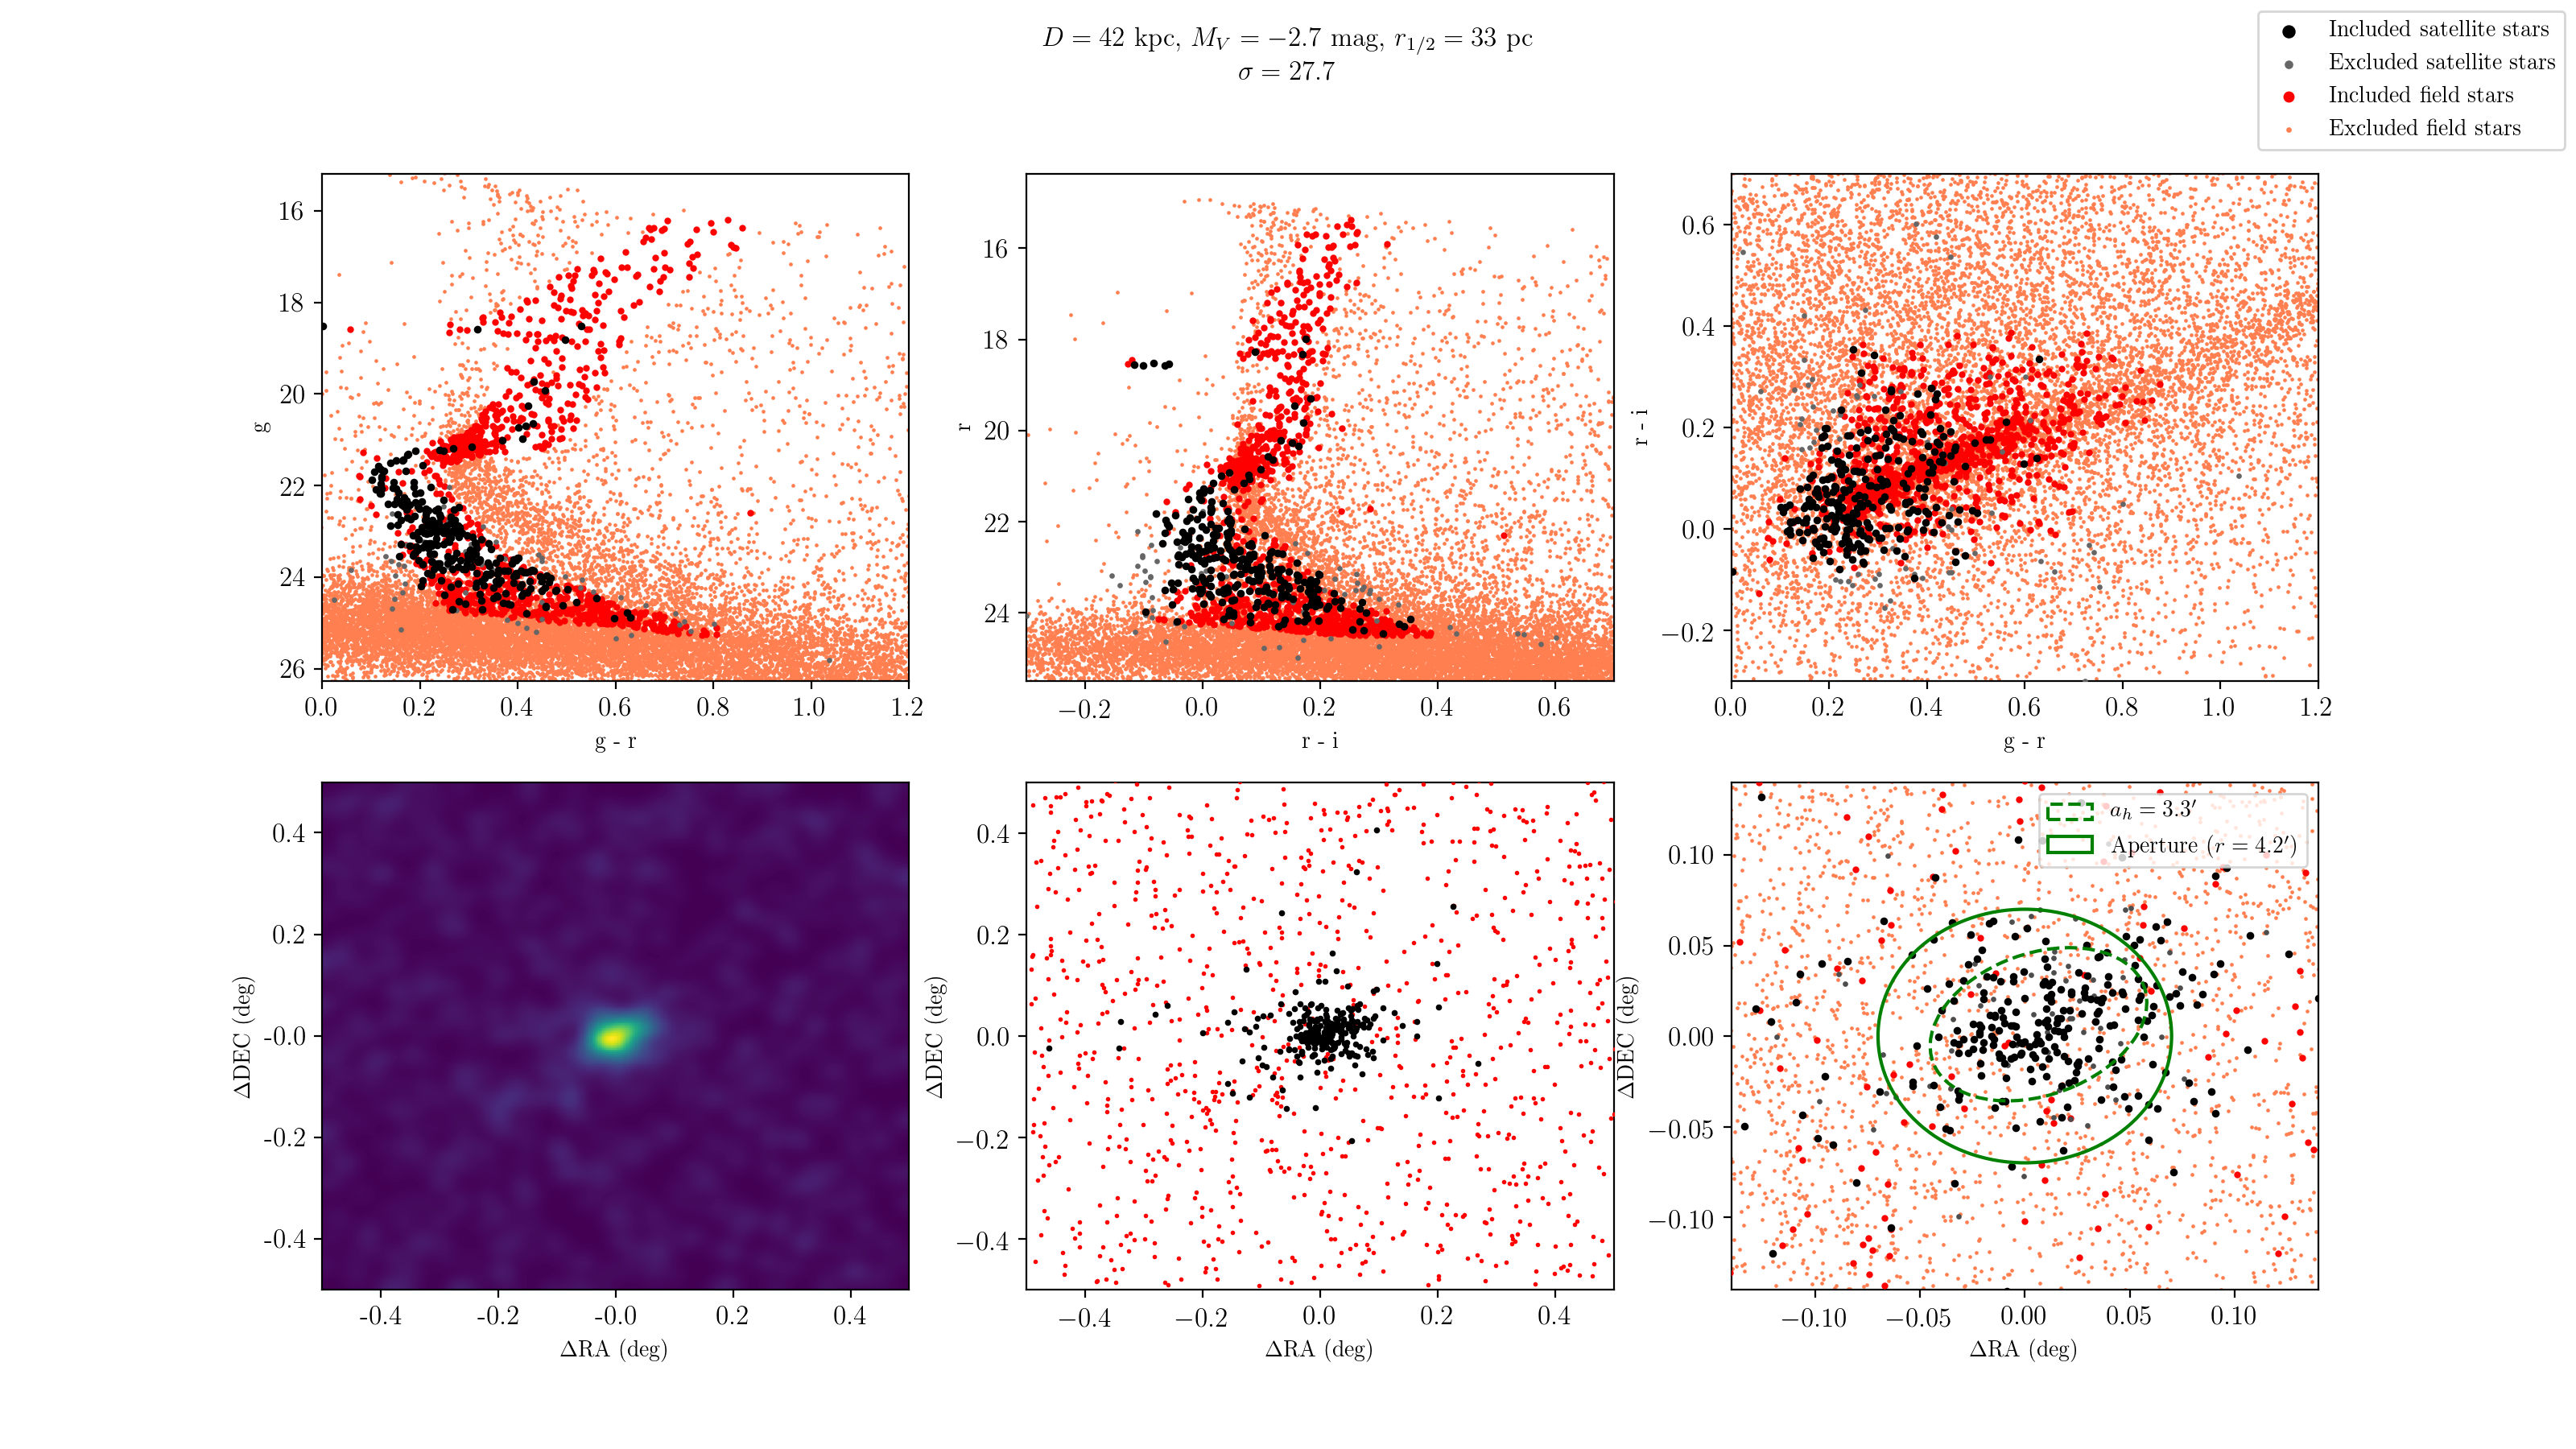 D = 42 kpc, M_V = −2.7 mag, r_{1/2} = 33 pc
σ = 27.7
Included satellite stars
Excluded satellite stars
Included field stars
Excluded field stars
16
18
20
22
24
26
g
0.0 0.2 0.4 0.6 0.8 1.0 1.2
g - r
16
18
20
22
24
r
−0.2 0.0 0.2 0.4 0.6
r - i
0.6
0.4
0.2
0.0
−0.2
r - i
0.0 0.2 0.4 0.6 0.8 1.0 1.2
g - r
0.4
0.2
-0.0
-0.2
-0.4
ΔDEC (deg)
-0.4 -0.2 -0.0 0.2 0.4
ΔRA (deg)
0.4
0.2
0.0
−0.2
−0.4
ΔDEC (deg)
−0.4 −0.2 0.0 0.2 0.4
ΔRA (deg)
a_h = 3.3′
Aperture (r = 4.2′)
0.10
0.05
0.00
−0.05
−0.10
ΔDEC (deg)
−0.10 −0.05 0.00 0.05 0.10
ΔRA (deg)